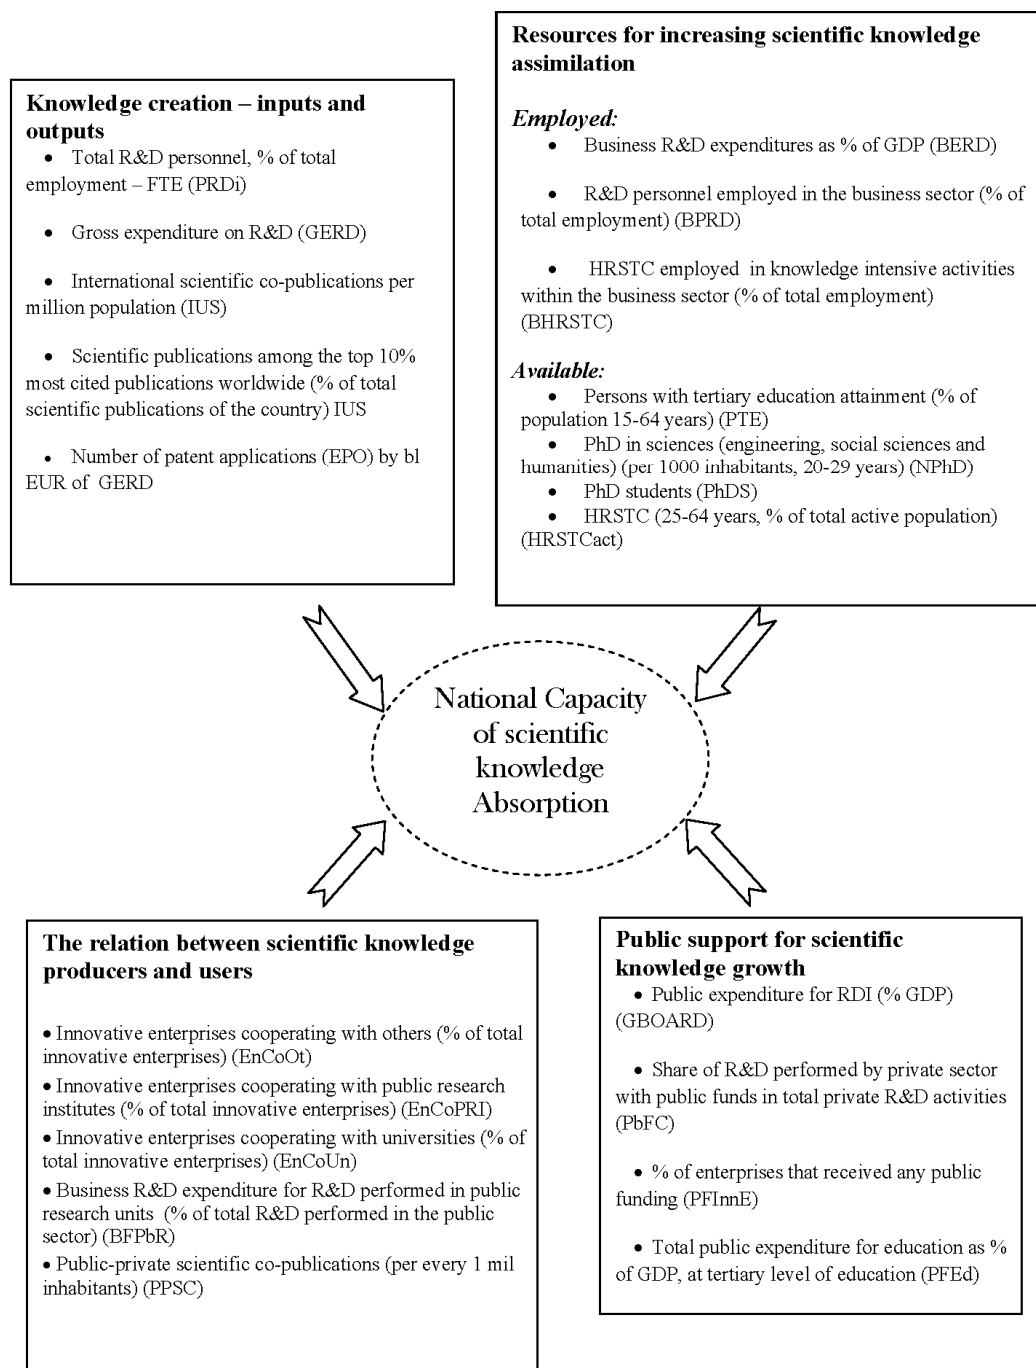 Knowledge creation – inputs and
outputs
• Total R&D personnel, % of total
employment – FTE (PRDi)
• Gross expenditure on R&D (GERD)
• International scientific co-publications per
million population (IUS)
• Scientific publications among the top 10%
most cited publications worldwide (% of total
scientific publications of the country) IUS
• Number of patent applications (EPO) by bl
EUR of GERD
Resources for increasing scientific knowledge
assimilation
Employed:
• Business R&D expenditures as % of GDP (BERD)
• R&D personnel employed in the business sector (% of
total employment) (BPRD)
• HRSTC employed in knowledge intensive activities
within the business sector (% of total employment)
(BHRSTC)
Available:
• Persons with tertiary education attainment (% of
population 15-64 years) (PTE)
• PhD in sciences (engineering, social sciences and
humanities) (per 1000 inhabitants, 20-29 years) (NPhD)
• PhD students (PhDS)
• HRSTC (25-64 years, % of total active population)
(HRSTCact)
National Capacity
of scientific
knowledge
Absorption
The relation between scientific knowledge
producers and users
• Innovative enterprises cooperating with others (% of total
innovative enterprises) (EnCoOt)
• Innovative enterprises cooperating with public research
institutes (% of total innovative enterprises) (EnCoPRI)
• Innovative enterprises cooperating with universities (% of
total innovative enterprises) (EnCoUn)
• Business R&D expenditure for R&D performed in public
research units (% of total R&D performed in the public
sector) (BFPbR)
• Public-private scientific co-publications (per every 1 mil
inhabitants) (PPSC)
Public support for scientific
knowledge growth
• Public expenditure for RDI (% GDP)
(GBOARD)
• Share of R&D performed by private sector
with public funds in total private R&D activities
(PbFC)
• % of enterprises that received any public
funding (PFInnE)
• Total public expenditure for education as %
of GDP, at tertiary level of education (PFEd)